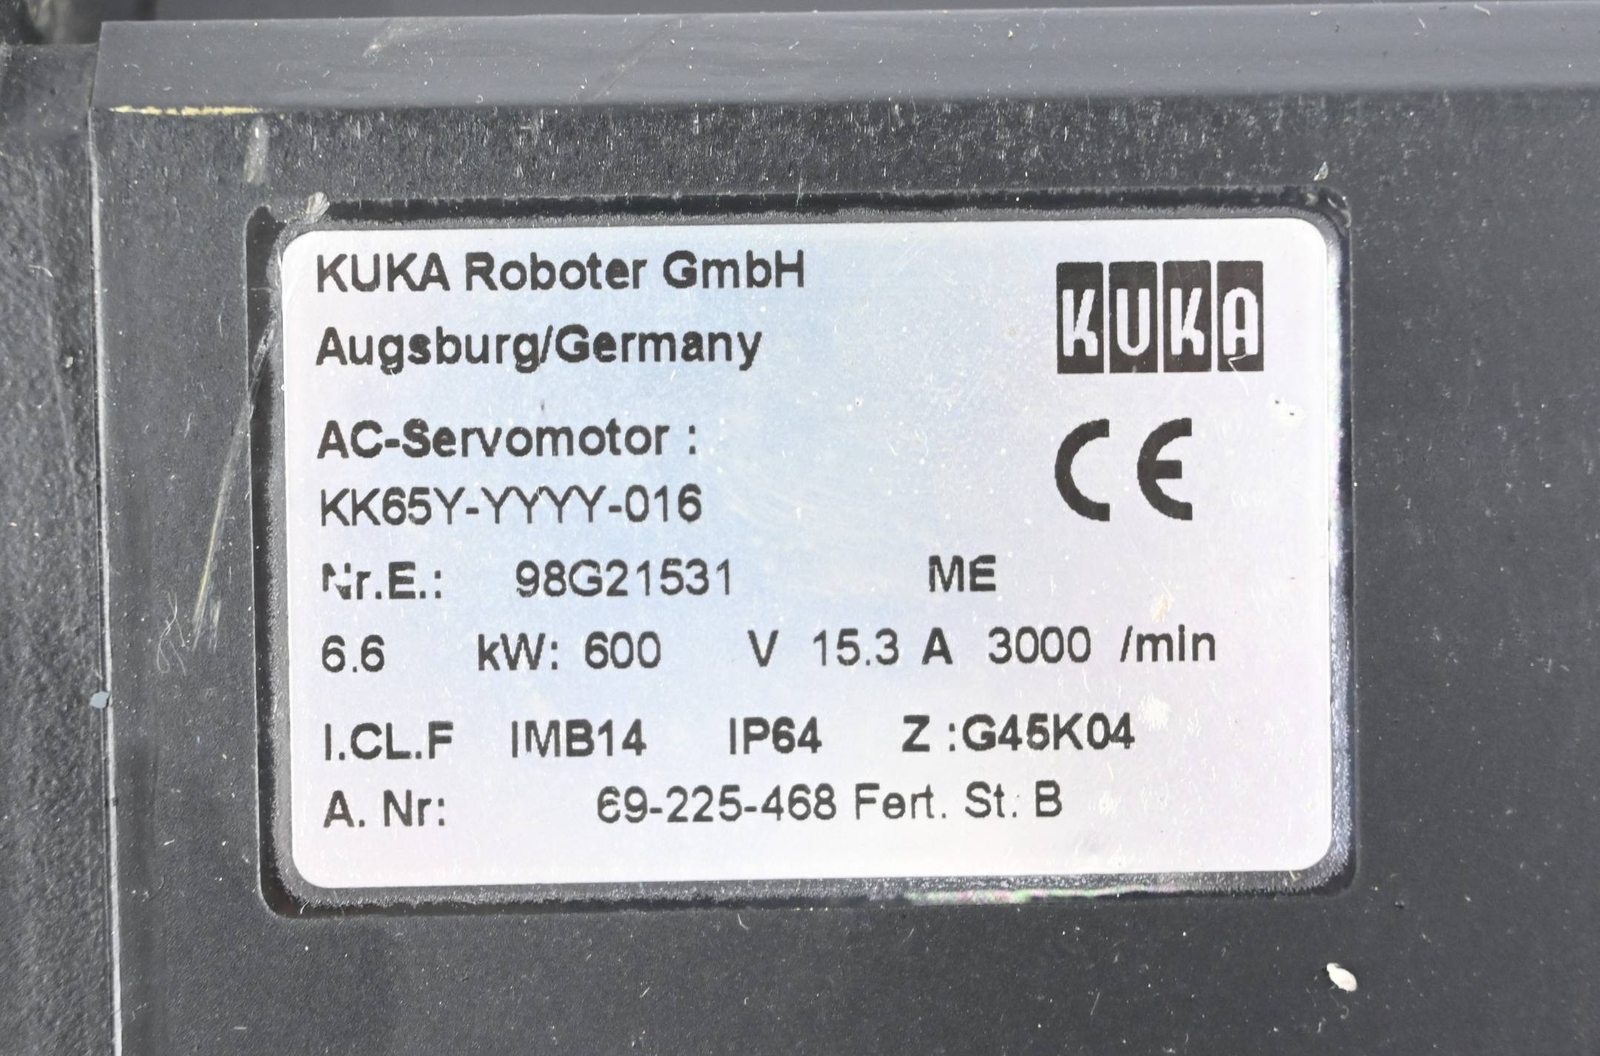 KUKA Roboter GmbH
KUKA
Augsburg/Germany
AC-Servomotor :
CE
KK65Y-YYYY-016
Nr.E.: 98G21531 ME
6.6 kW: 600 V 15.3 A 3000 /min
I.CL.F IMB14 IP64 Z :G45K04
A. Nr: 69-225-468 Fert. St: B